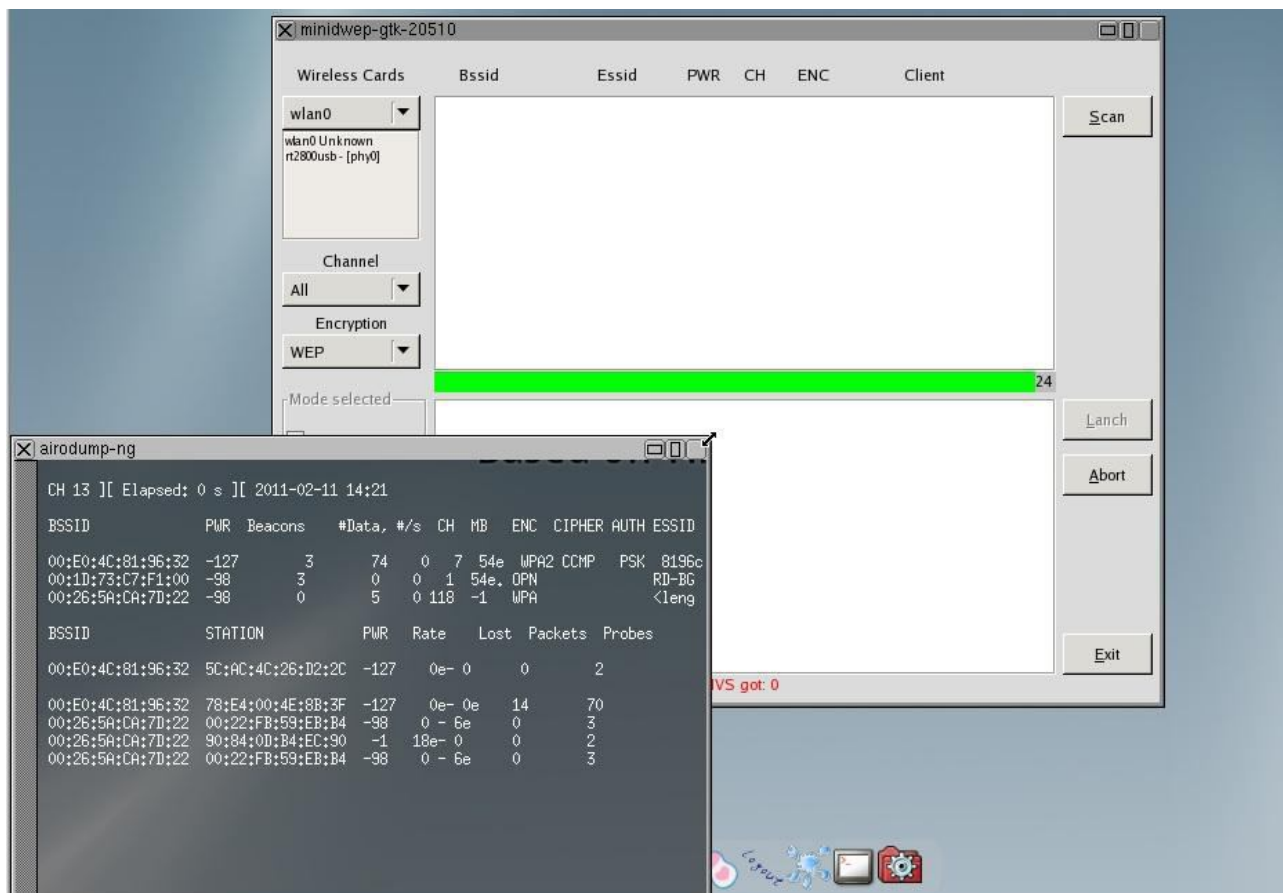 minidwep-gtk-20510
Wireless Cards Bssid Essid PWR CH ENC Client
wlan0
Scan
wlan0 Unknown
rt2800usb - [phy0]
Channel
All
Encryption
WEP
24
Mode selected
Lanch
Abort
Exit
IVS got: 0
airodump-ng
CH 13 ][ Elapsed: 0 s ][ 2011-02-11 14:21
BSSID PWR Beacons #Data, #/s CH MB ENC CIPHER AUTH ESSID
00:E0:4C:81:96:32 -127 3 74 0 7 54e WPA2 CCMP PSK 8196c
00:1D:73:C7:F1:00 -98 3 0 0 1 54e. OPN RD-BG
00:26:5A:CA:7D:22 -98 0 5 0 118 -1 WPA <leng
BSSID STATION PWR Rate Lost Packets Probes
00:E0:4C:81:96:32 5C:AC:4C:26:D2:2C -127 0e- 0 0 2
00:E0:4C:81:96:32 78:E4:00:4E:8B:3F -127 0e- 0e 14 70
00:26:5A:CA:7D:22 00:22:FB:59:EB:B4 -98 0 - 6e 0 3
00:26:5A:CA:7D:22 90:84:0D:B4:EC:90 -1 18e- 0 0 2
00:26:5A:CA:7D:22 00:22:FB:59:EB:B4 -98 0 - 6e 0 3
logout